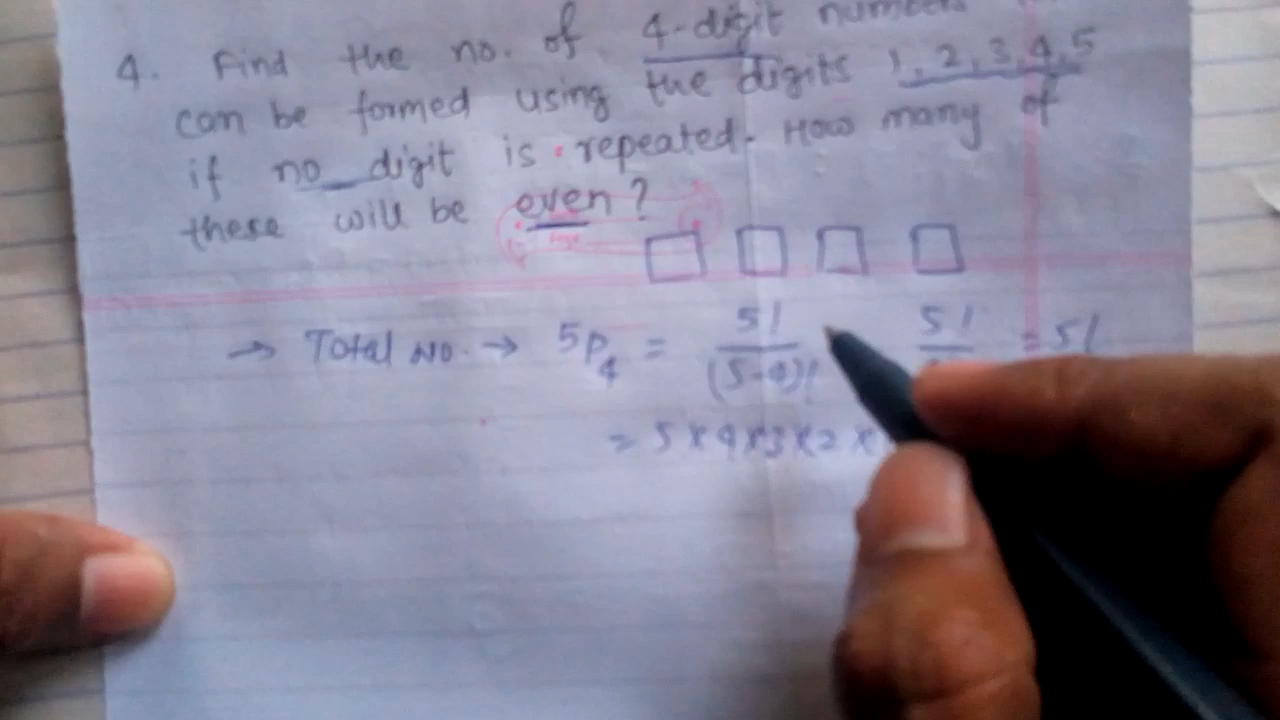 4. Find the no. of 4-digit numbers
can be formed using the digits 1, 2, 3, 4, 5
if no digit is repeated. How many of
these will be even?
→ Total No. → 5P4 = 5! / (5-4)! 5! = 5!
= 5 x 4 x 3 x 2 x